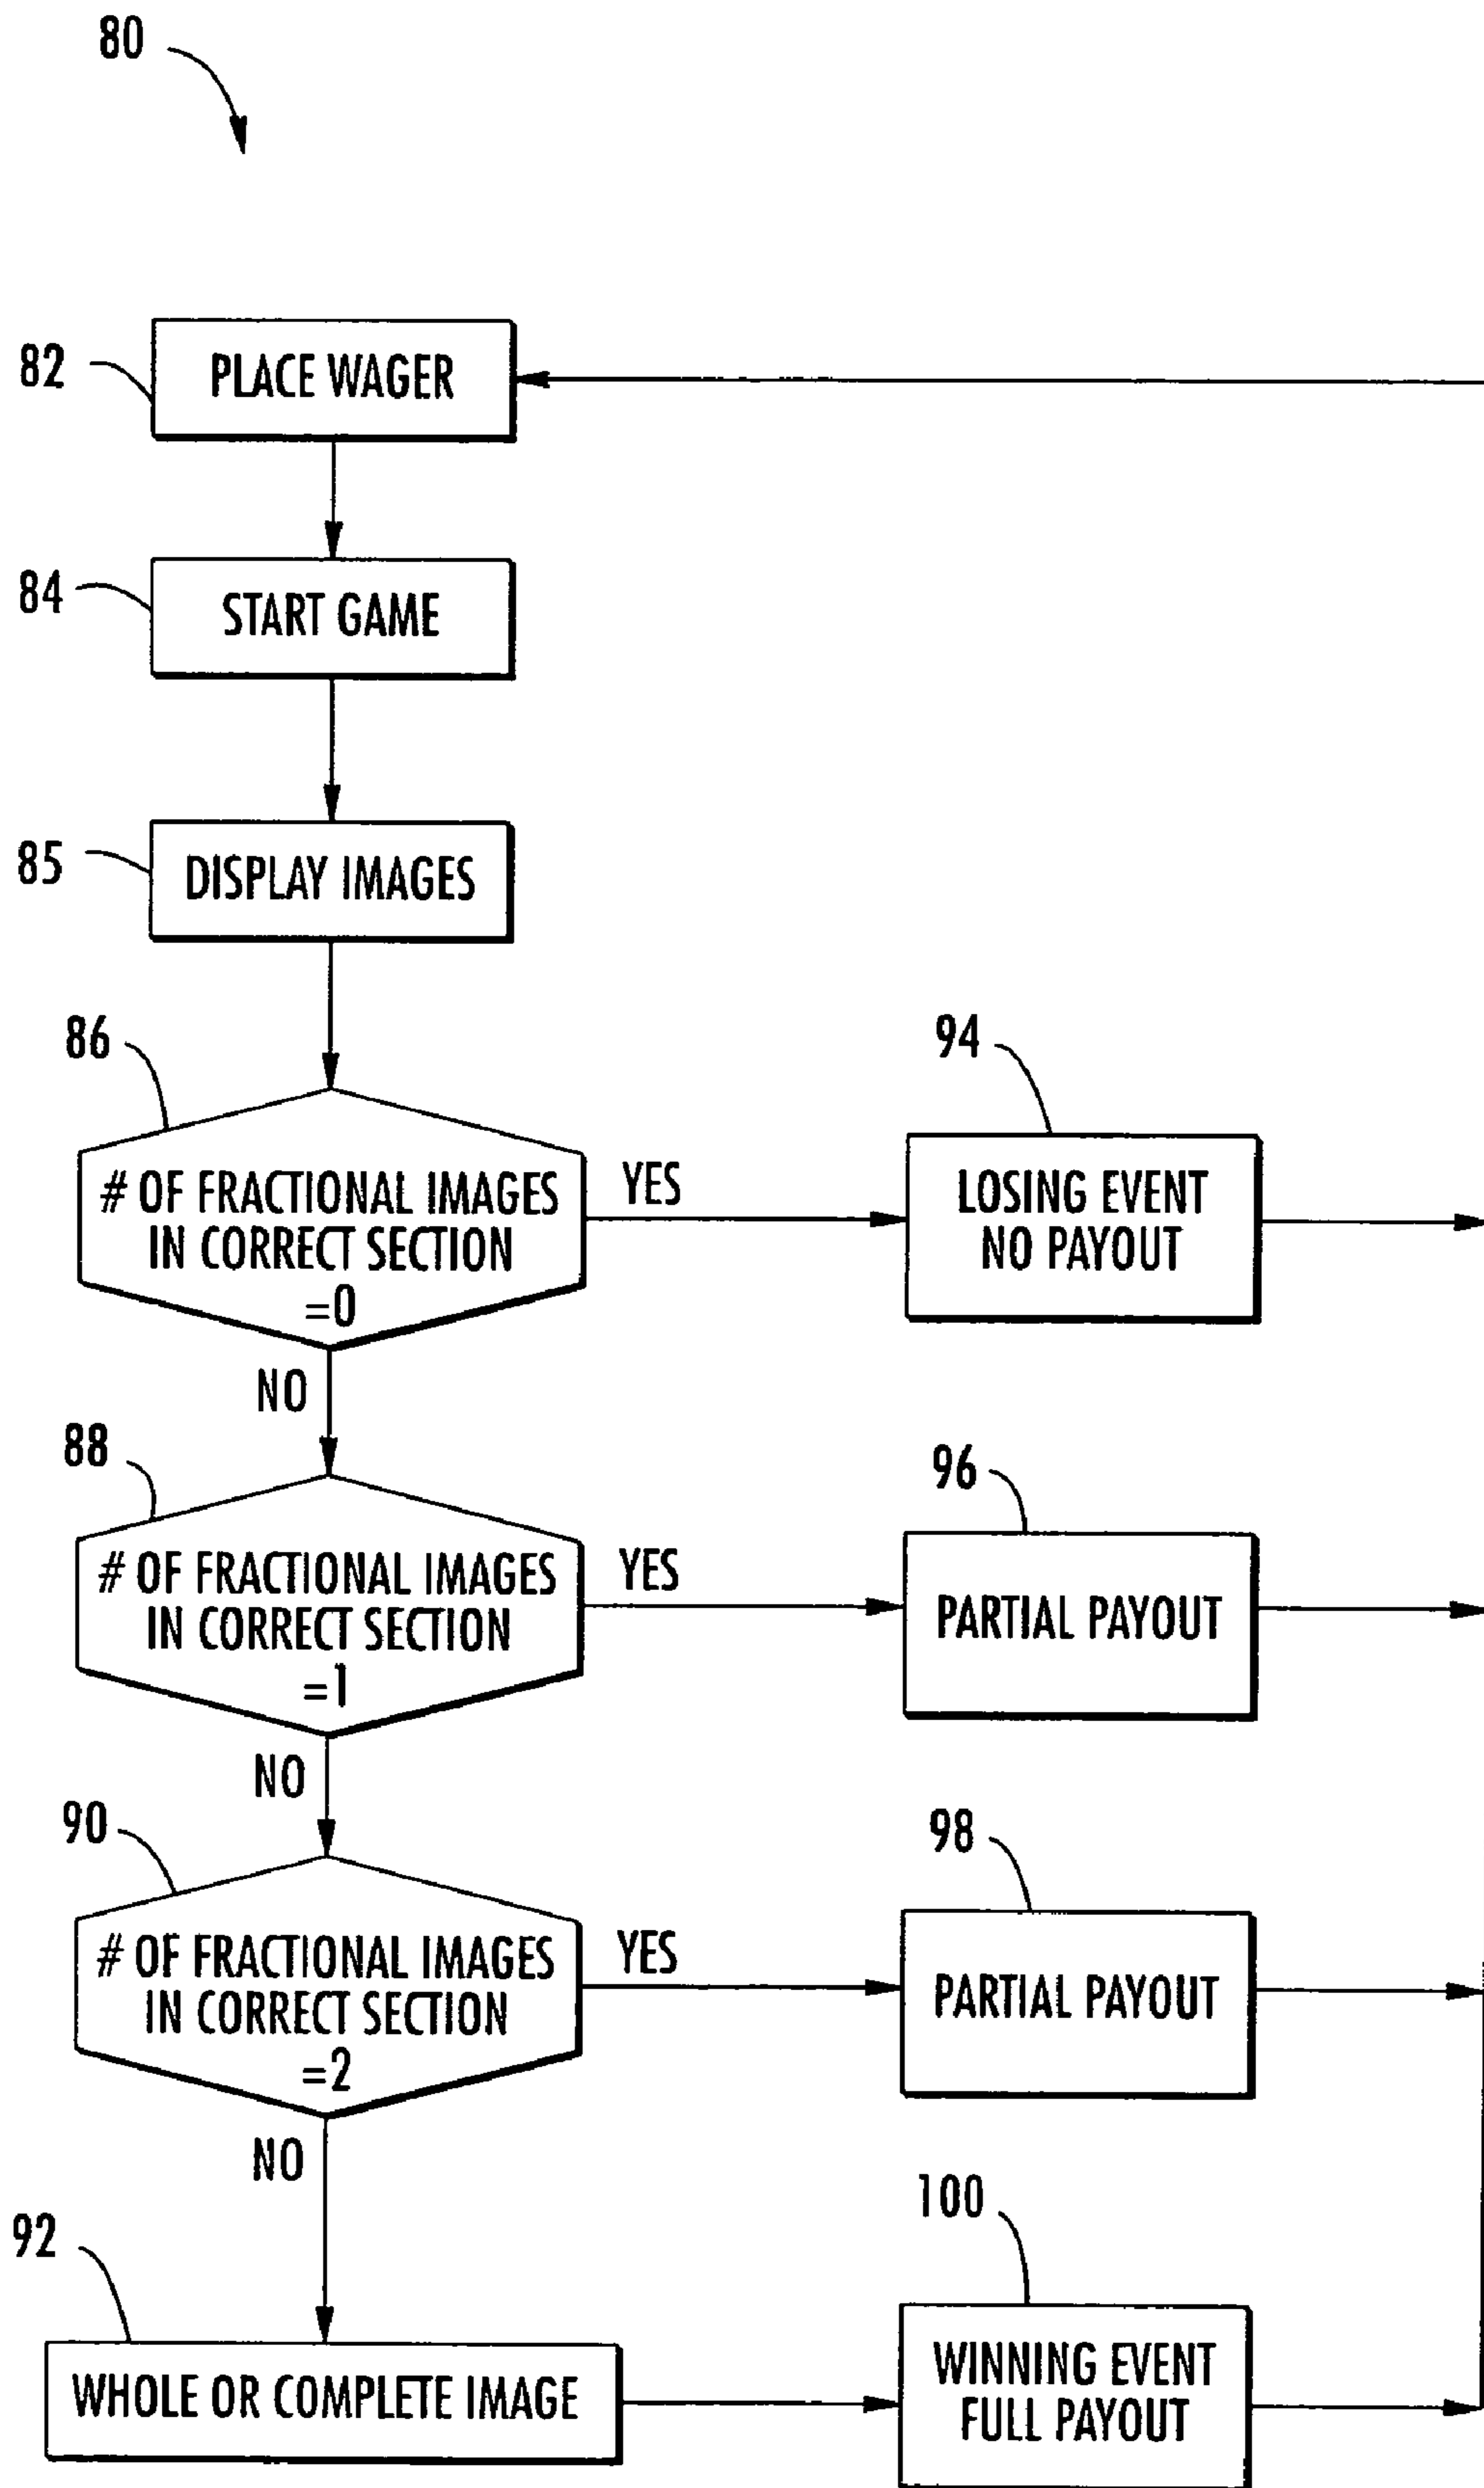 80
82
PLACE WAGER
84
START GAME
85
DISPLAY IMAGES
86
# OF FRACTIONAL IMAGES
IN CORRECT SECTION
=0
YES
94
LOSING EVENT
NO PAYOUT
NO
88
# OF FRACTIONAL IMAGES
IN CORRECT SECTION
=1
YES
96
PARTIAL PAYOUT
NO
90
# OF FRACTIONAL IMAGES
IN CORRECT SECTION
=2
YES
98
PARTIAL PAYOUT
NO
92
WHOLE OR COMPLETE IMAGE
100
WINNING EVENT
FULL PAYOUT